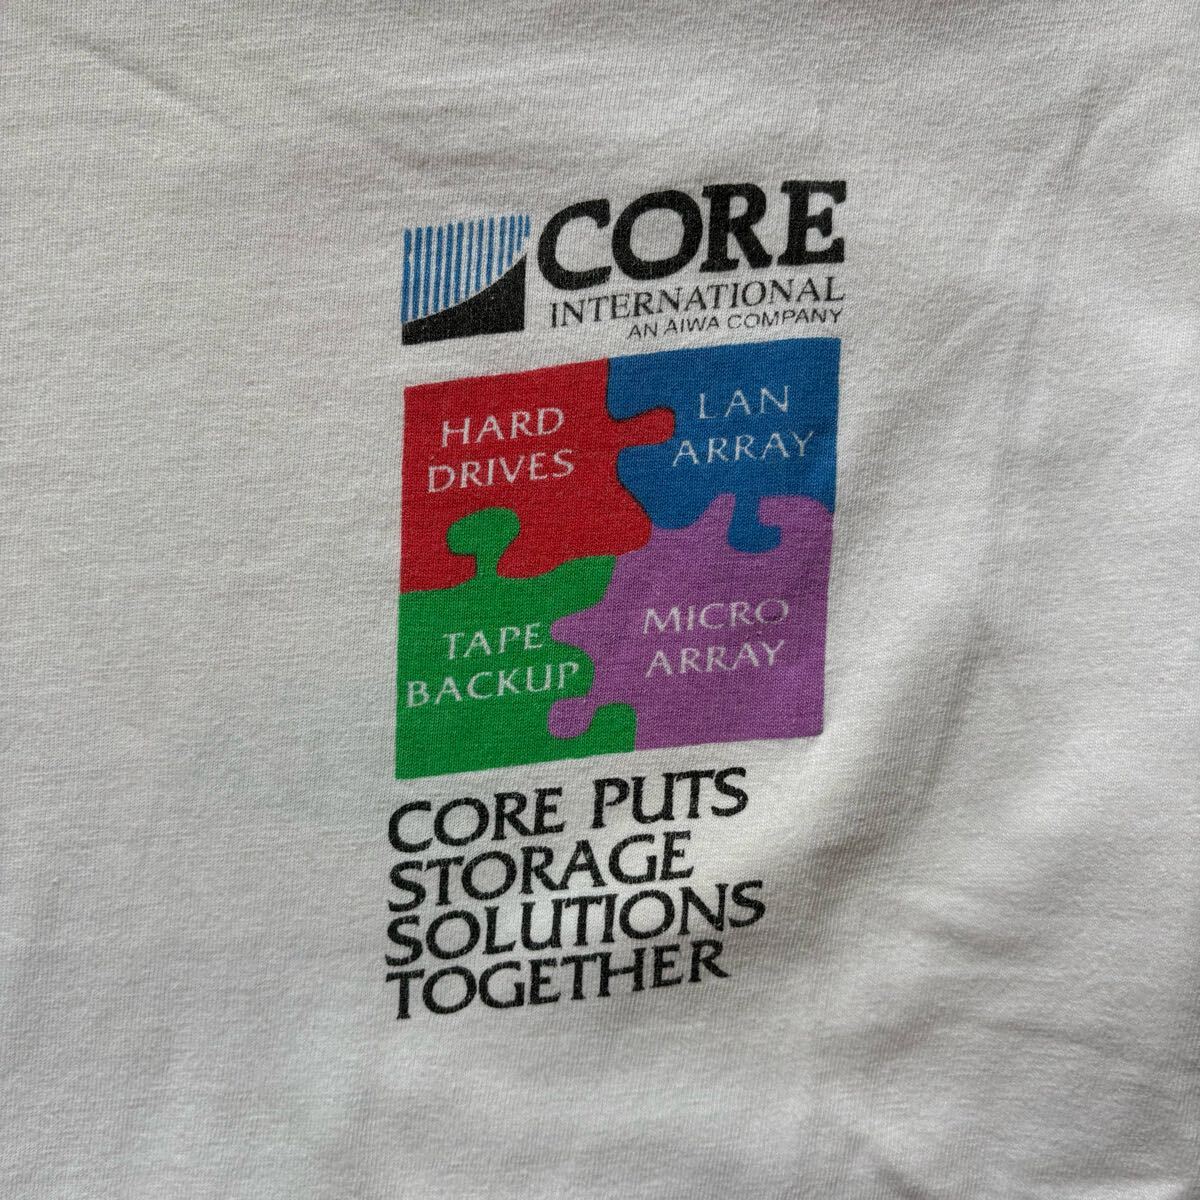 CORE
INTERNATIONAL
AN AIWA COMPANY
HARD
DRIVES
LAN
ARRAY
TAPE
BACKUP
MICRO
ARRAY
CORE PUTS
STORAGE
SOLUTIONS
TOGETHER